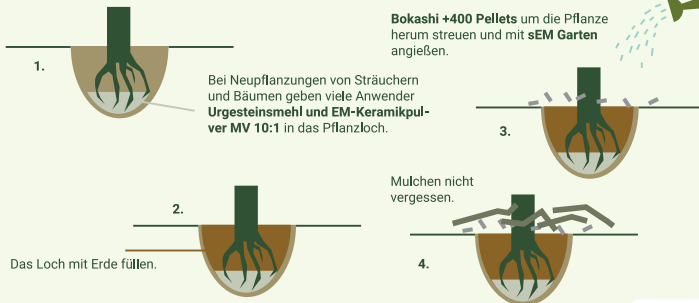 1.
Bei Neupflanzungen von Sträuchern
und Bäumen geben viele Anwender
Urgesteinsmehl und EM-Keramikpul-
ver MV 10:1 in das Pflanzloch.
2.
Das Loch mit Erde füllen.
Bokashi +400 Pellets um die Pflanze
herum streuen und mit sEM Garten
angießen.
3.
Mulchen nicht
vergessen.
4.